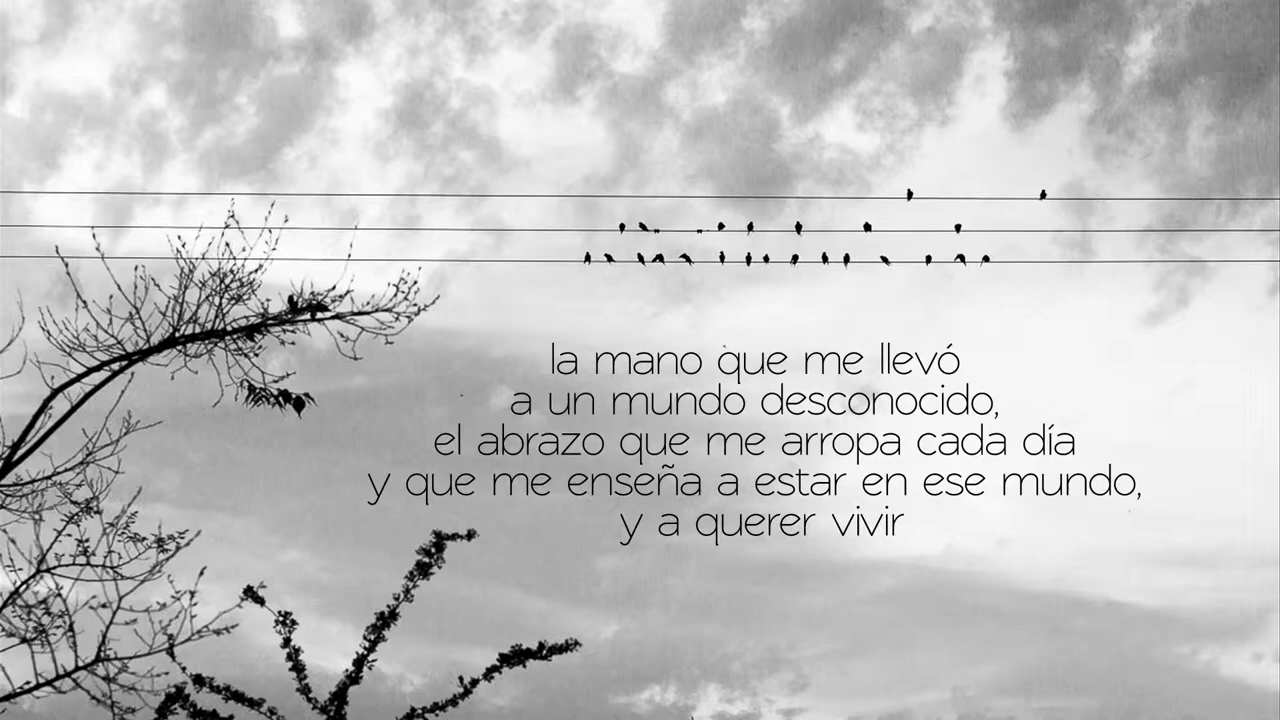 la mano que me llevó
a un mundo desconocido,
el abrazo que me arropa cada día
y que me enseña a estar en ese mundo,
y a querer vivir